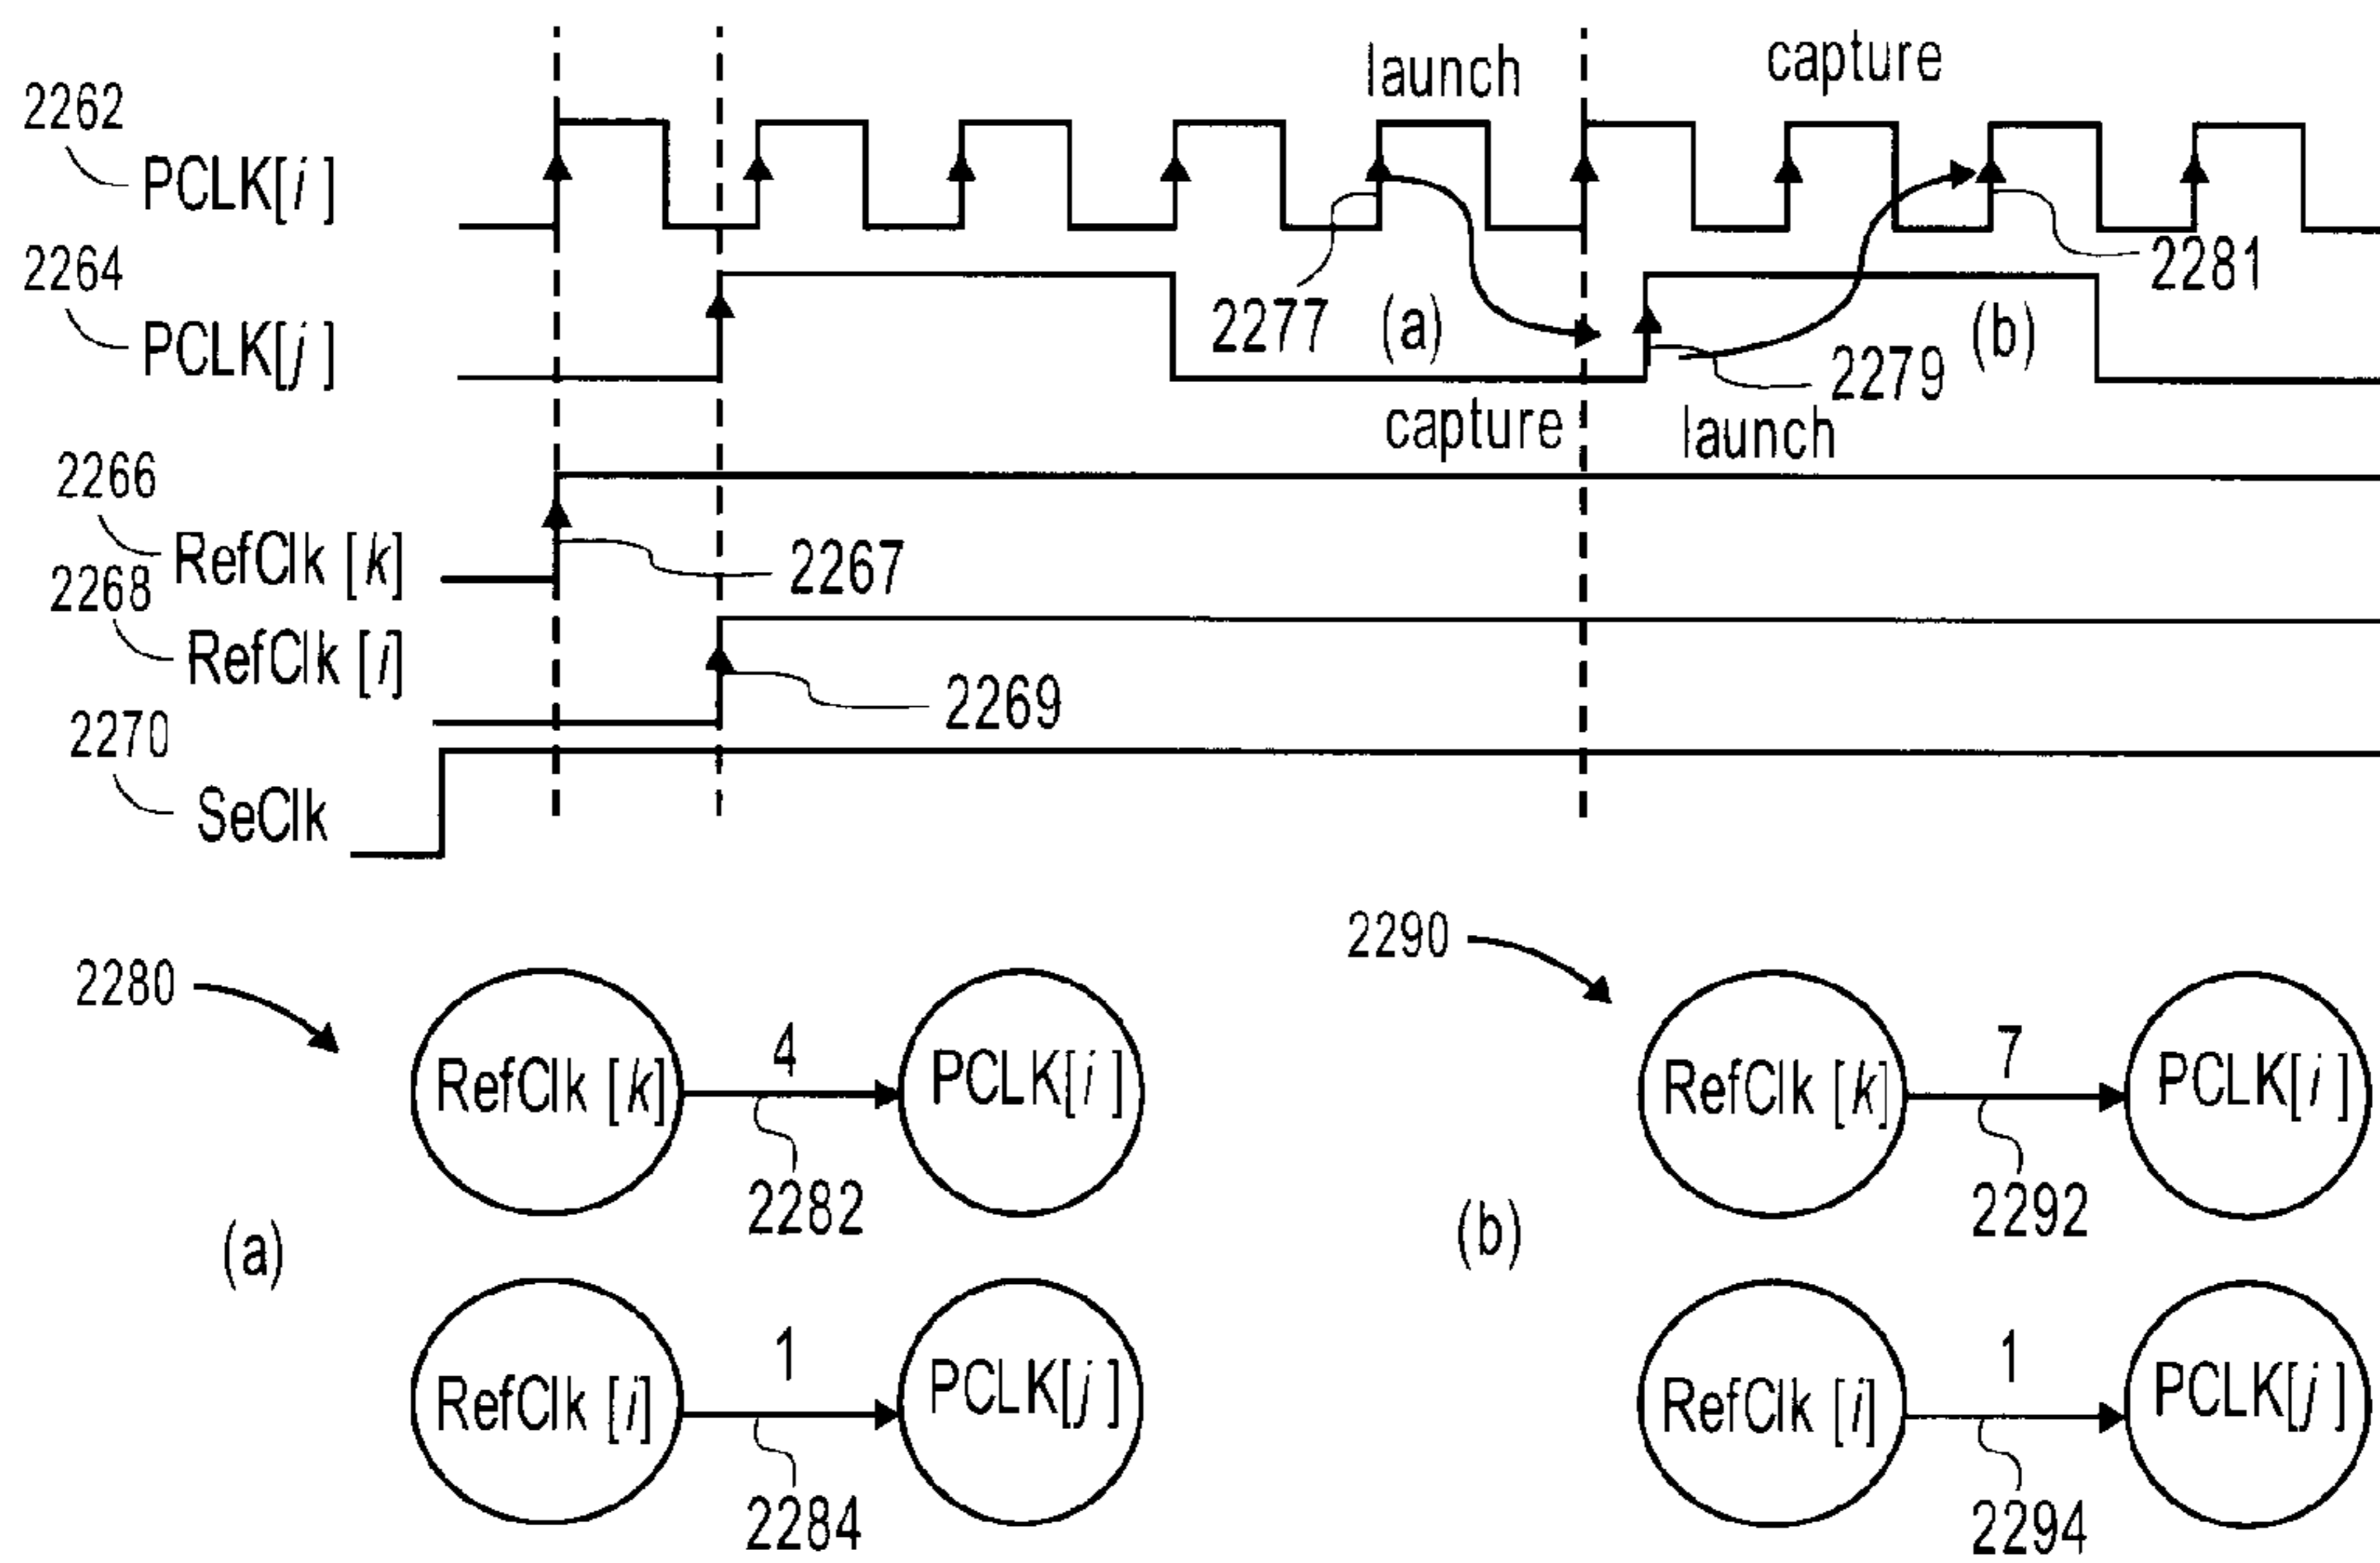 launch
capture
2262
PCLK[i]
2264
PCLK[j]
2277
(a)
2281
(b)
2279
capture
launch
2266
RefClk [k]
2267
2268
RefClk [i]
2269
2270
SeClk
2280
RefClk [k]
4
PCLK[i]
2282
(a)
RefClk [i]
1
PCLK[j]
2284
2290
RefClk [k]
7
PCLK[i]
2292
(b)
RefClk [i]
1
PCLK[j]
2294